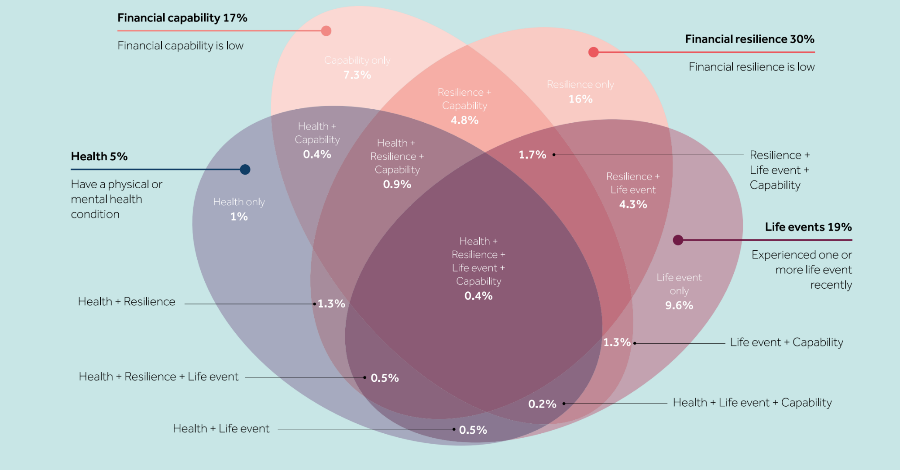 Financial capability 17%
Financial capability is low
Financial resilience 30%
Financial resilience is low
Capability only
7.3%
Resilience only
16%
Resilience +
Capability
4.8%
Health +
Capability
0.4%
Health +
Resilience +
Capability
0.9%
1.7%
Resilience +
Life event +
Capability
Health 5%
Have a physical or
mental health
condition
Health only
1%
Resilience +
Life event
4.3%
Life events 19%
Experienced one or
more life event
recently
Health +
Resilience +
Life event +
Capability
0.4%
Life event
only
9.6%
Health + Resilience
1.3%
1.3%
Life event + Capability
Health + Resilience + Life event
0.5%
0.2%
Health + Life event + Capability
Health + Life event
0.5%